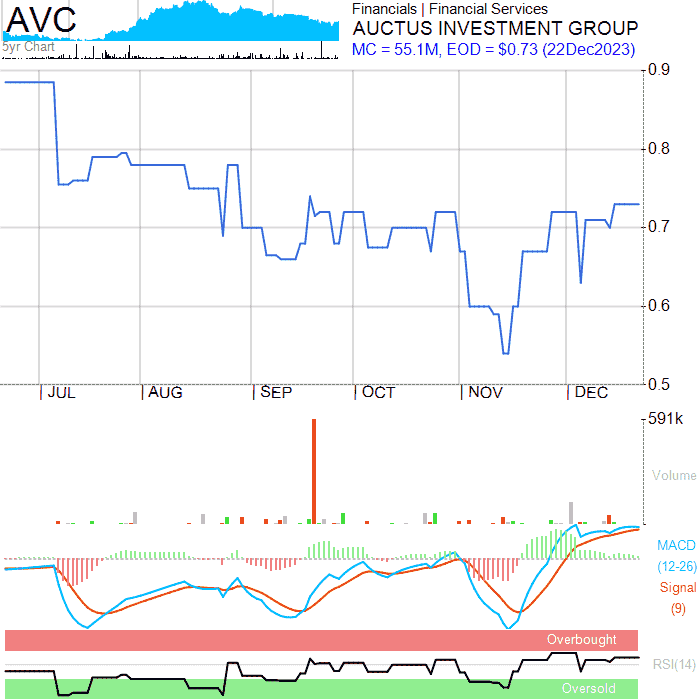 AVC
5yr Chart
Financials | Financial Services
AUCTUS INVESTMENT GROUP
MC = 55.1M, EOD = $0.73 (22Dec2023)
0.9
0.8
0.7
0.6
0.5
JUL AUG SEP OCT NOV DEC
591k
Volume
MACD
(12-26)
Signal
(9)
Overbought
RSI(14)
Oversold